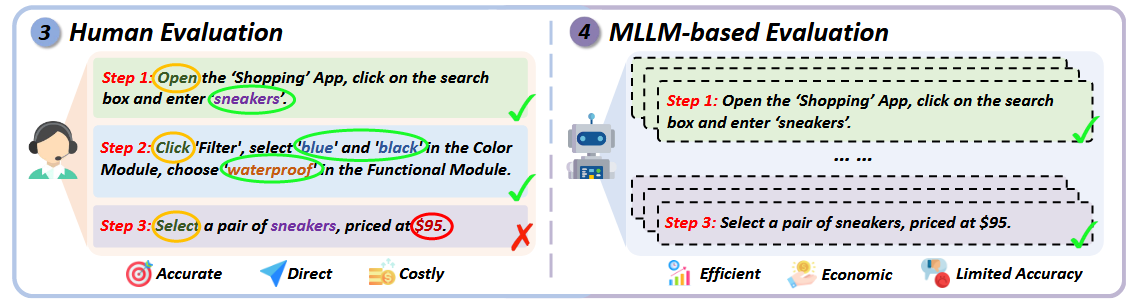 3 Human Evaluation
Step 1: Open the ‘Shopping’ App, click on the search
box and enter ‘sneakers’.
Step 2: Click 'Filter', select 'blue' and 'black' in the Color
Module, choose 'waterproof' in the Functional Module.
Step 3: Select a pair of sneakers, priced at $95.
Accurate
Direct
Costly
4 MLLM-based Evaluation
Step 1: Open the ‘Shopping’ App, click on the search
box and enter ‘sneakers’.
... ...
Step 3: Select a pair of sneakers, priced at $95.
Efficient
Economic
Limited Accuracy